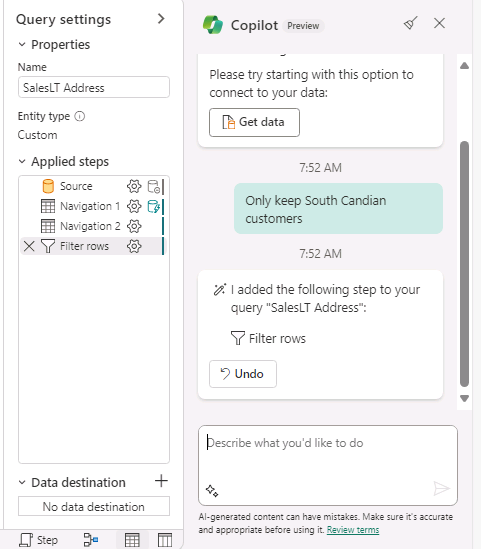 Query settings
Properties
Name
SalesLT Address
Entity type
Custom
Applied steps
Source
Navigation 1
Navigation 2
Filter rows
Data destination
No data destination
Step
Copilot
Preview
Please try starting with this option to
connect to your data:
Get data
7:52 AM
Only keep South Candian
customers
7:52 AM
I added the following step to your
query "SalesLT Address":
Filter rows
Undo
Describe what you'd like to do
AI-generated content can have mistakes. Make sure it's accurate
and appropriate before using it. Review terms